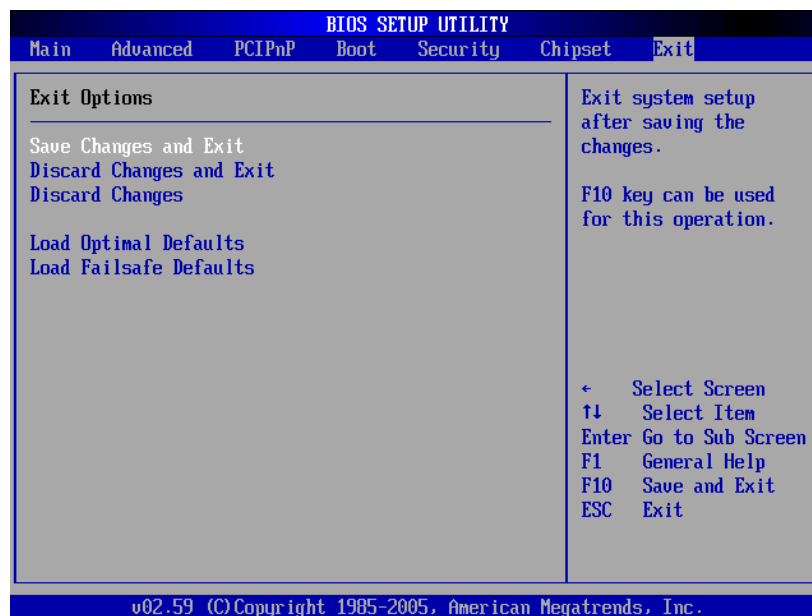 BIOS SETUP UTILITY
Main Advanced PCIPnP Boot Security Chipset Exit
Exit Options
Save Changes and Exit
Discard Changes and Exit
Discard Changes
Load Optimal Defaults
Load Failsafe Defaults
Exit system setup
after saving the
changes.
F10 key can be used
for this operation.
← Select Screen
↑↓ Select Item
Enter Go to Sub Screen
F1 General Help
F10 Save and Exit
ESC Exit
v02.59 (C)Copyright 1985-2005, American Megatrends, Inc.